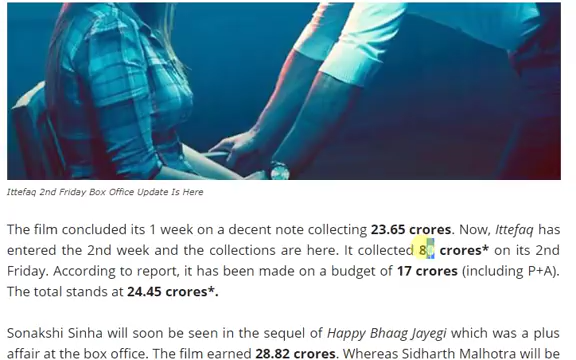 Ittefaq 2nd Friday Box Office Update Is Here
The film concluded its 1 week on a decent note collecting 23.65 crores. Now, Ittefaq has
entered the 2nd week and the collections are here. It collected 80 crores* on its 2nd
Friday. According to report, it has been made on a budget of 17 crores (including P+A).
The total stands at 24.45 crores*.
Sonakshi Sinha will soon be seen in the sequel of Happy Bhaag Jayegi which was a plus
affair at the box office. The film earned 28.82 crores. Whereas Sidharth Malhotra will be